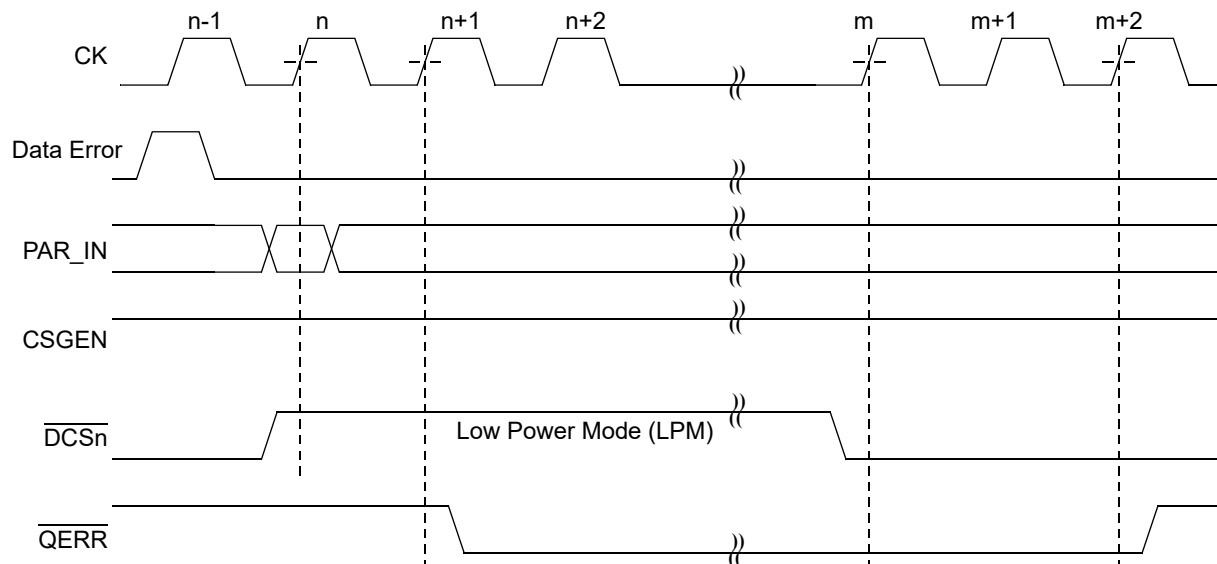 n-1 n n+1 n+2 m m+1 m+2
CK
Data Error
PAR_IN
CSGEN
DCSn
Low Power Mode (LPM)
QERR